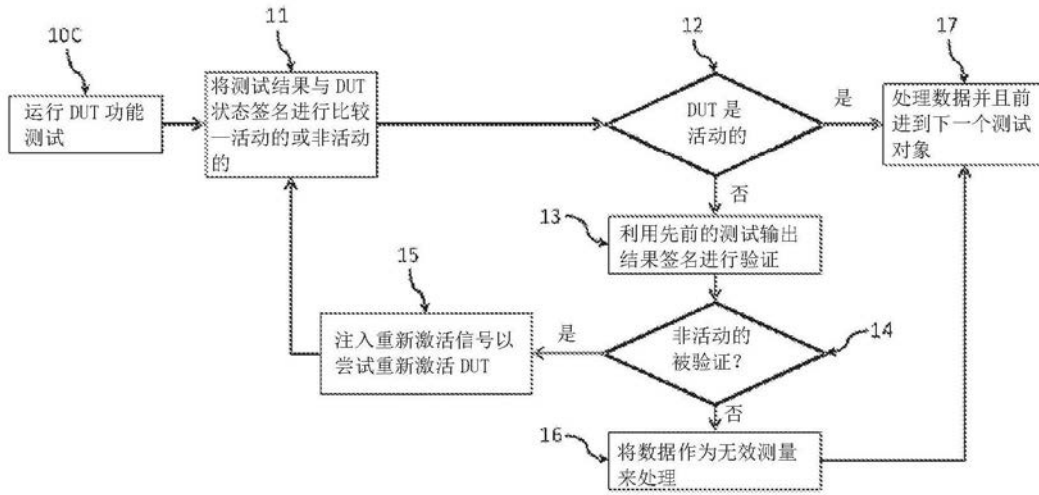 10C
运行 DUT 功能
测试
11
将测试结果与 DUT
状态签名进行比较
—活动的或非活动
的
12
DUT 是
活动的
是
否
17
处理数据并且前
进到下一个测试
对象
13
利用先前的测试输出
结果签名进行验证
14
非活动的
被验证?
是
否
15
注入重新激活信号以
尝试重新激活 DUT
16
将数据作为无效测量
来处理